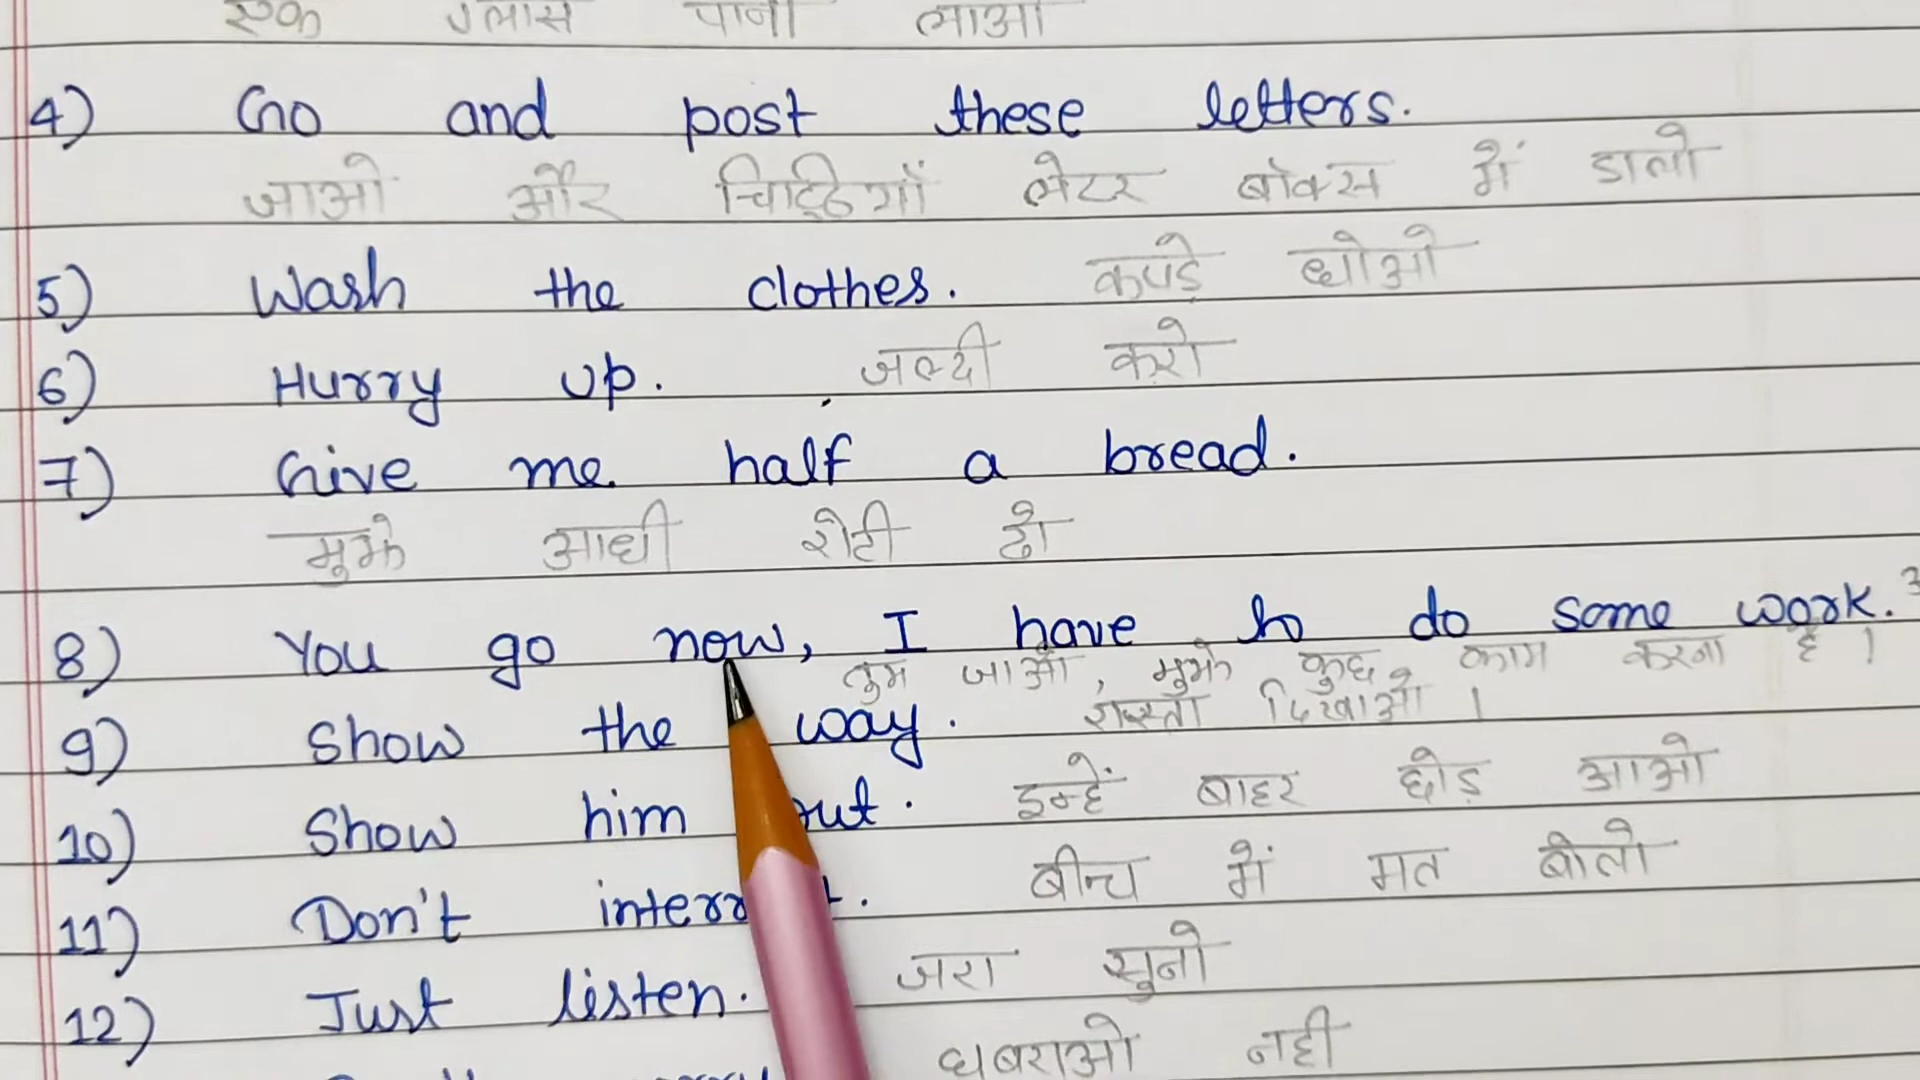 एक ग्लास पानी लाओ
4) Go and post these letters.
जाओ और चिट्ठियाँ लेटर बॉक्स में डालो
5) Wash the clothes. कपड़े धोओ
6) Hurry up. जल्दी करो
7) Give me half a bread.
मुझे आधी रोटी दो
8) You go now, I have to do some work.
तुम जाओ, मुझे कुछ काम करना है ।
9) Show the way. रास्ता दिखाओ ।
10) Show him out. इन्हें बाहर छोड़ आओ
11) Don't बीच में मत बोलो
12) Just listen. जरा सुनो
घबराओ नही